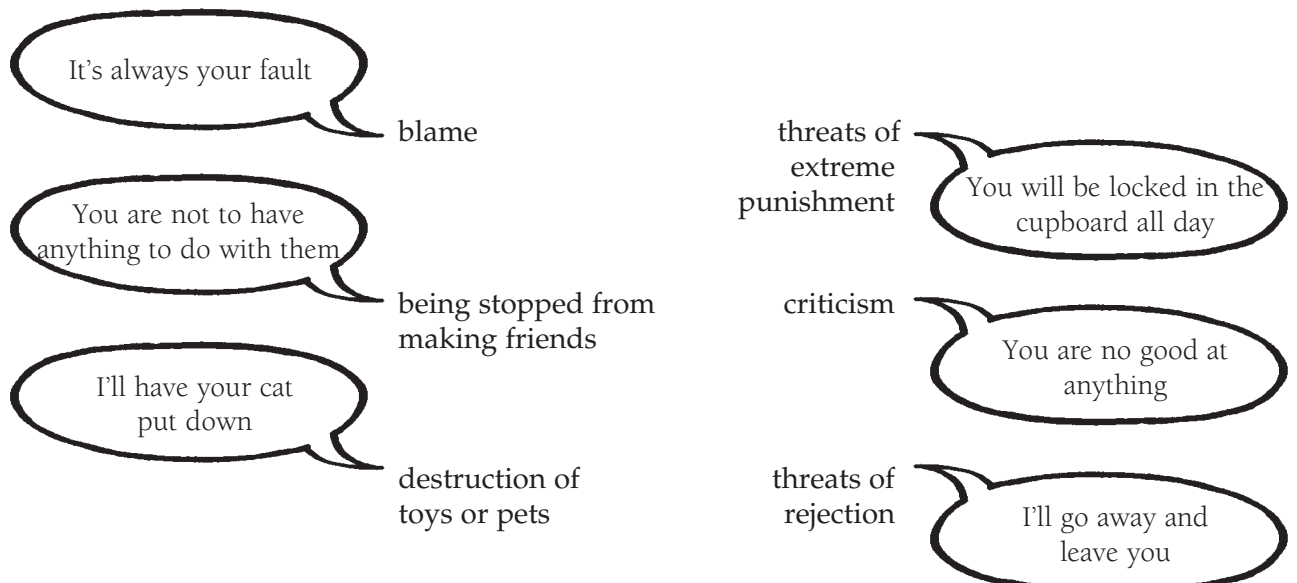 It's always your fault
blame
You are not to have
anything to do with them
being stopped from
making friends
I'll have your cat
put down
destruction of
toys or pets
threats of
extreme
punishment
You will be locked in the
cupboard all day
criticism
You are no good at
anything
threats of
rejection
I'll go away and
leave you